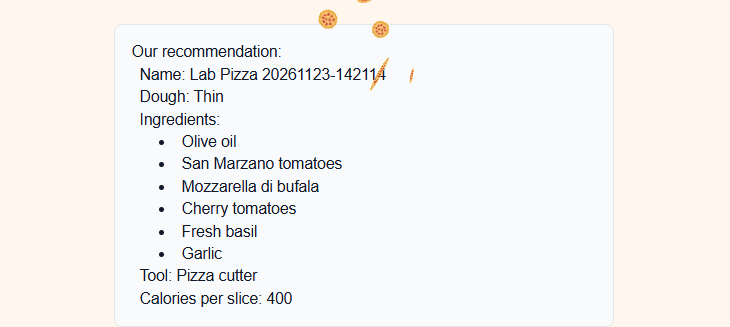 Our recommendation:
Name: Lab Pizza 20261123-142114
Dough: Thin
Ingredients:
• Olive oil
• San Marzano tomatoes
• Mozzarella di bufala
• Cherry tomatoes
• Fresh basil
• Garlic
Tool: Pizza cutter
Calories per slice: 400